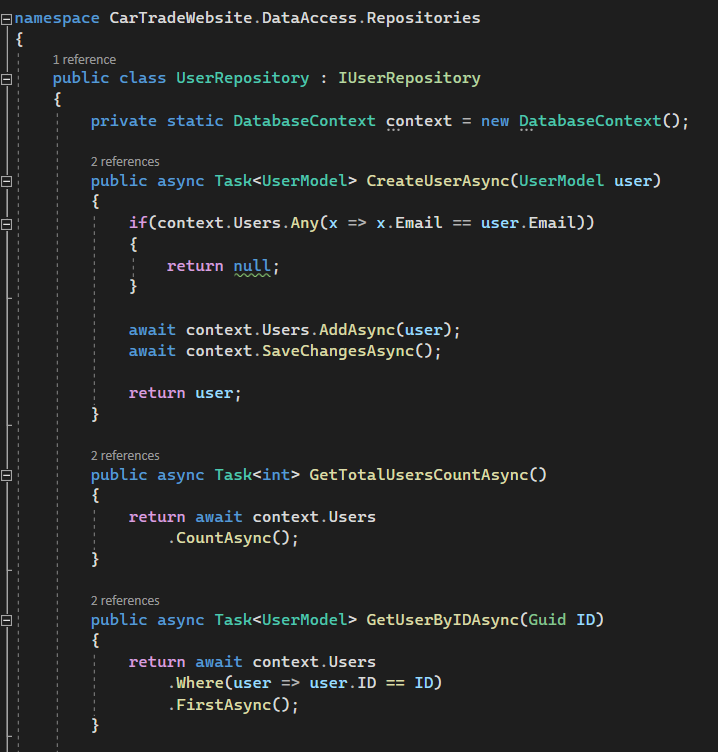 namespace CarTradeWebsite.DataAccess.Repositories
{
1 reference
public class UserRepository : IUserRepository
{
private static DatabaseContext context = new DatabaseContext();
2 references
public async Task<UserModel> CreateUserAsync(UserModel user)
{
if(context.Users.Any(x => x.Email == user.Email))
{
return null;
}
await context.Users.AddAsync(user);
await context.SaveChangesAsync();
return user;
}
2 references
public async Task<int> GetTotalUsersCountAsync()
{
return await context.Users
.CountAsync();
}
2 references
public async Task<UserModel> GetUserByIDAsync(Guid ID)
{
return await context.Users
.Where(user => user.ID == ID)
.FirstAsync();
}